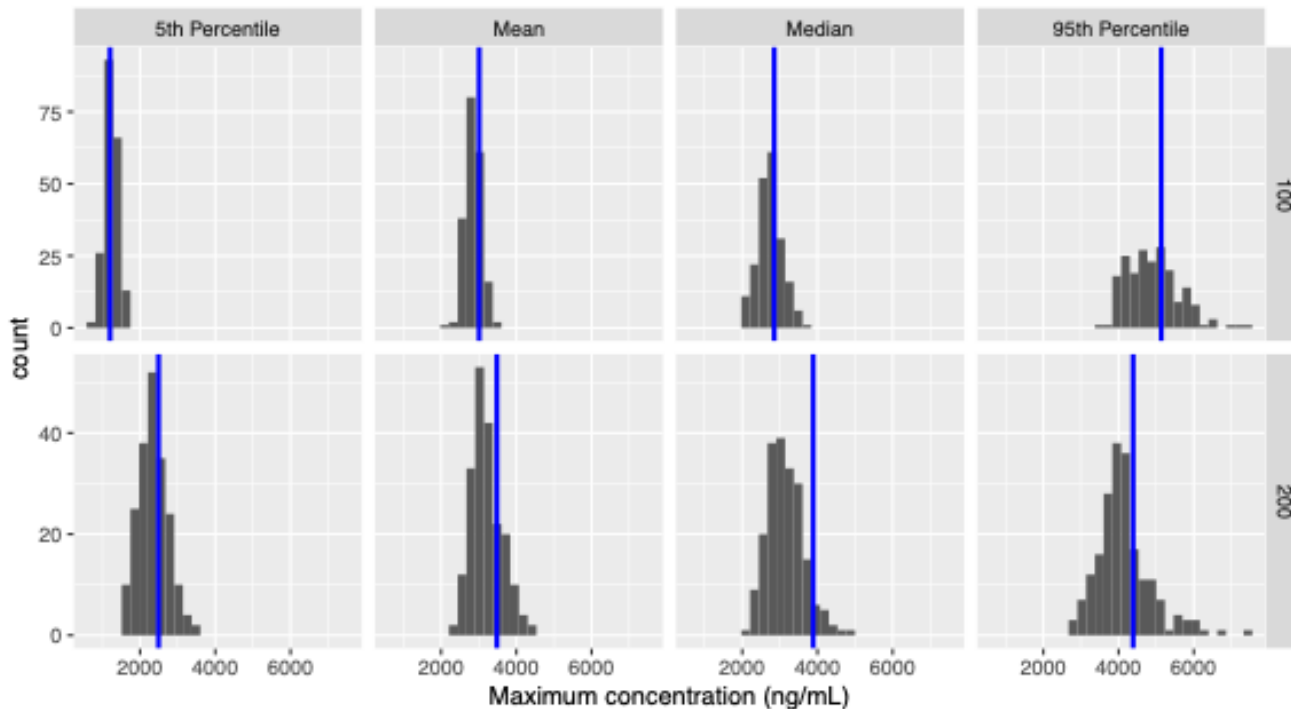 5th Percentile Mean Median 95th Percentile
75
50
25
0
100
count
40
20
0
200
2000 4000 6000 2000 4000 6000 2000 4000 6000 2000 4000 6000
Maximum concentration (ng/mL)